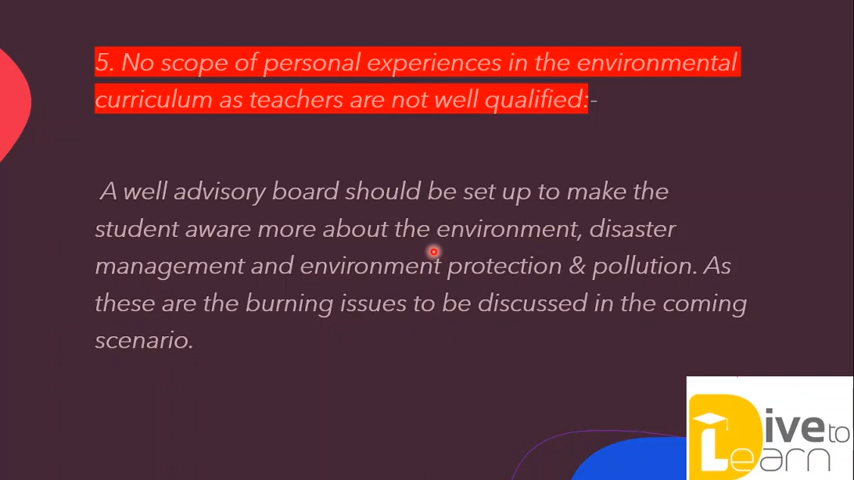 5. No scope of personal experiences in the environmental
curriculum as teachers are not well qualified:-
A well advisory board should be set up to make the
student aware more about the environment, disaster
management and environment protection & pollution. As
these are the burning issues to be discussed in the coming
scenario.
Dive to
Learn